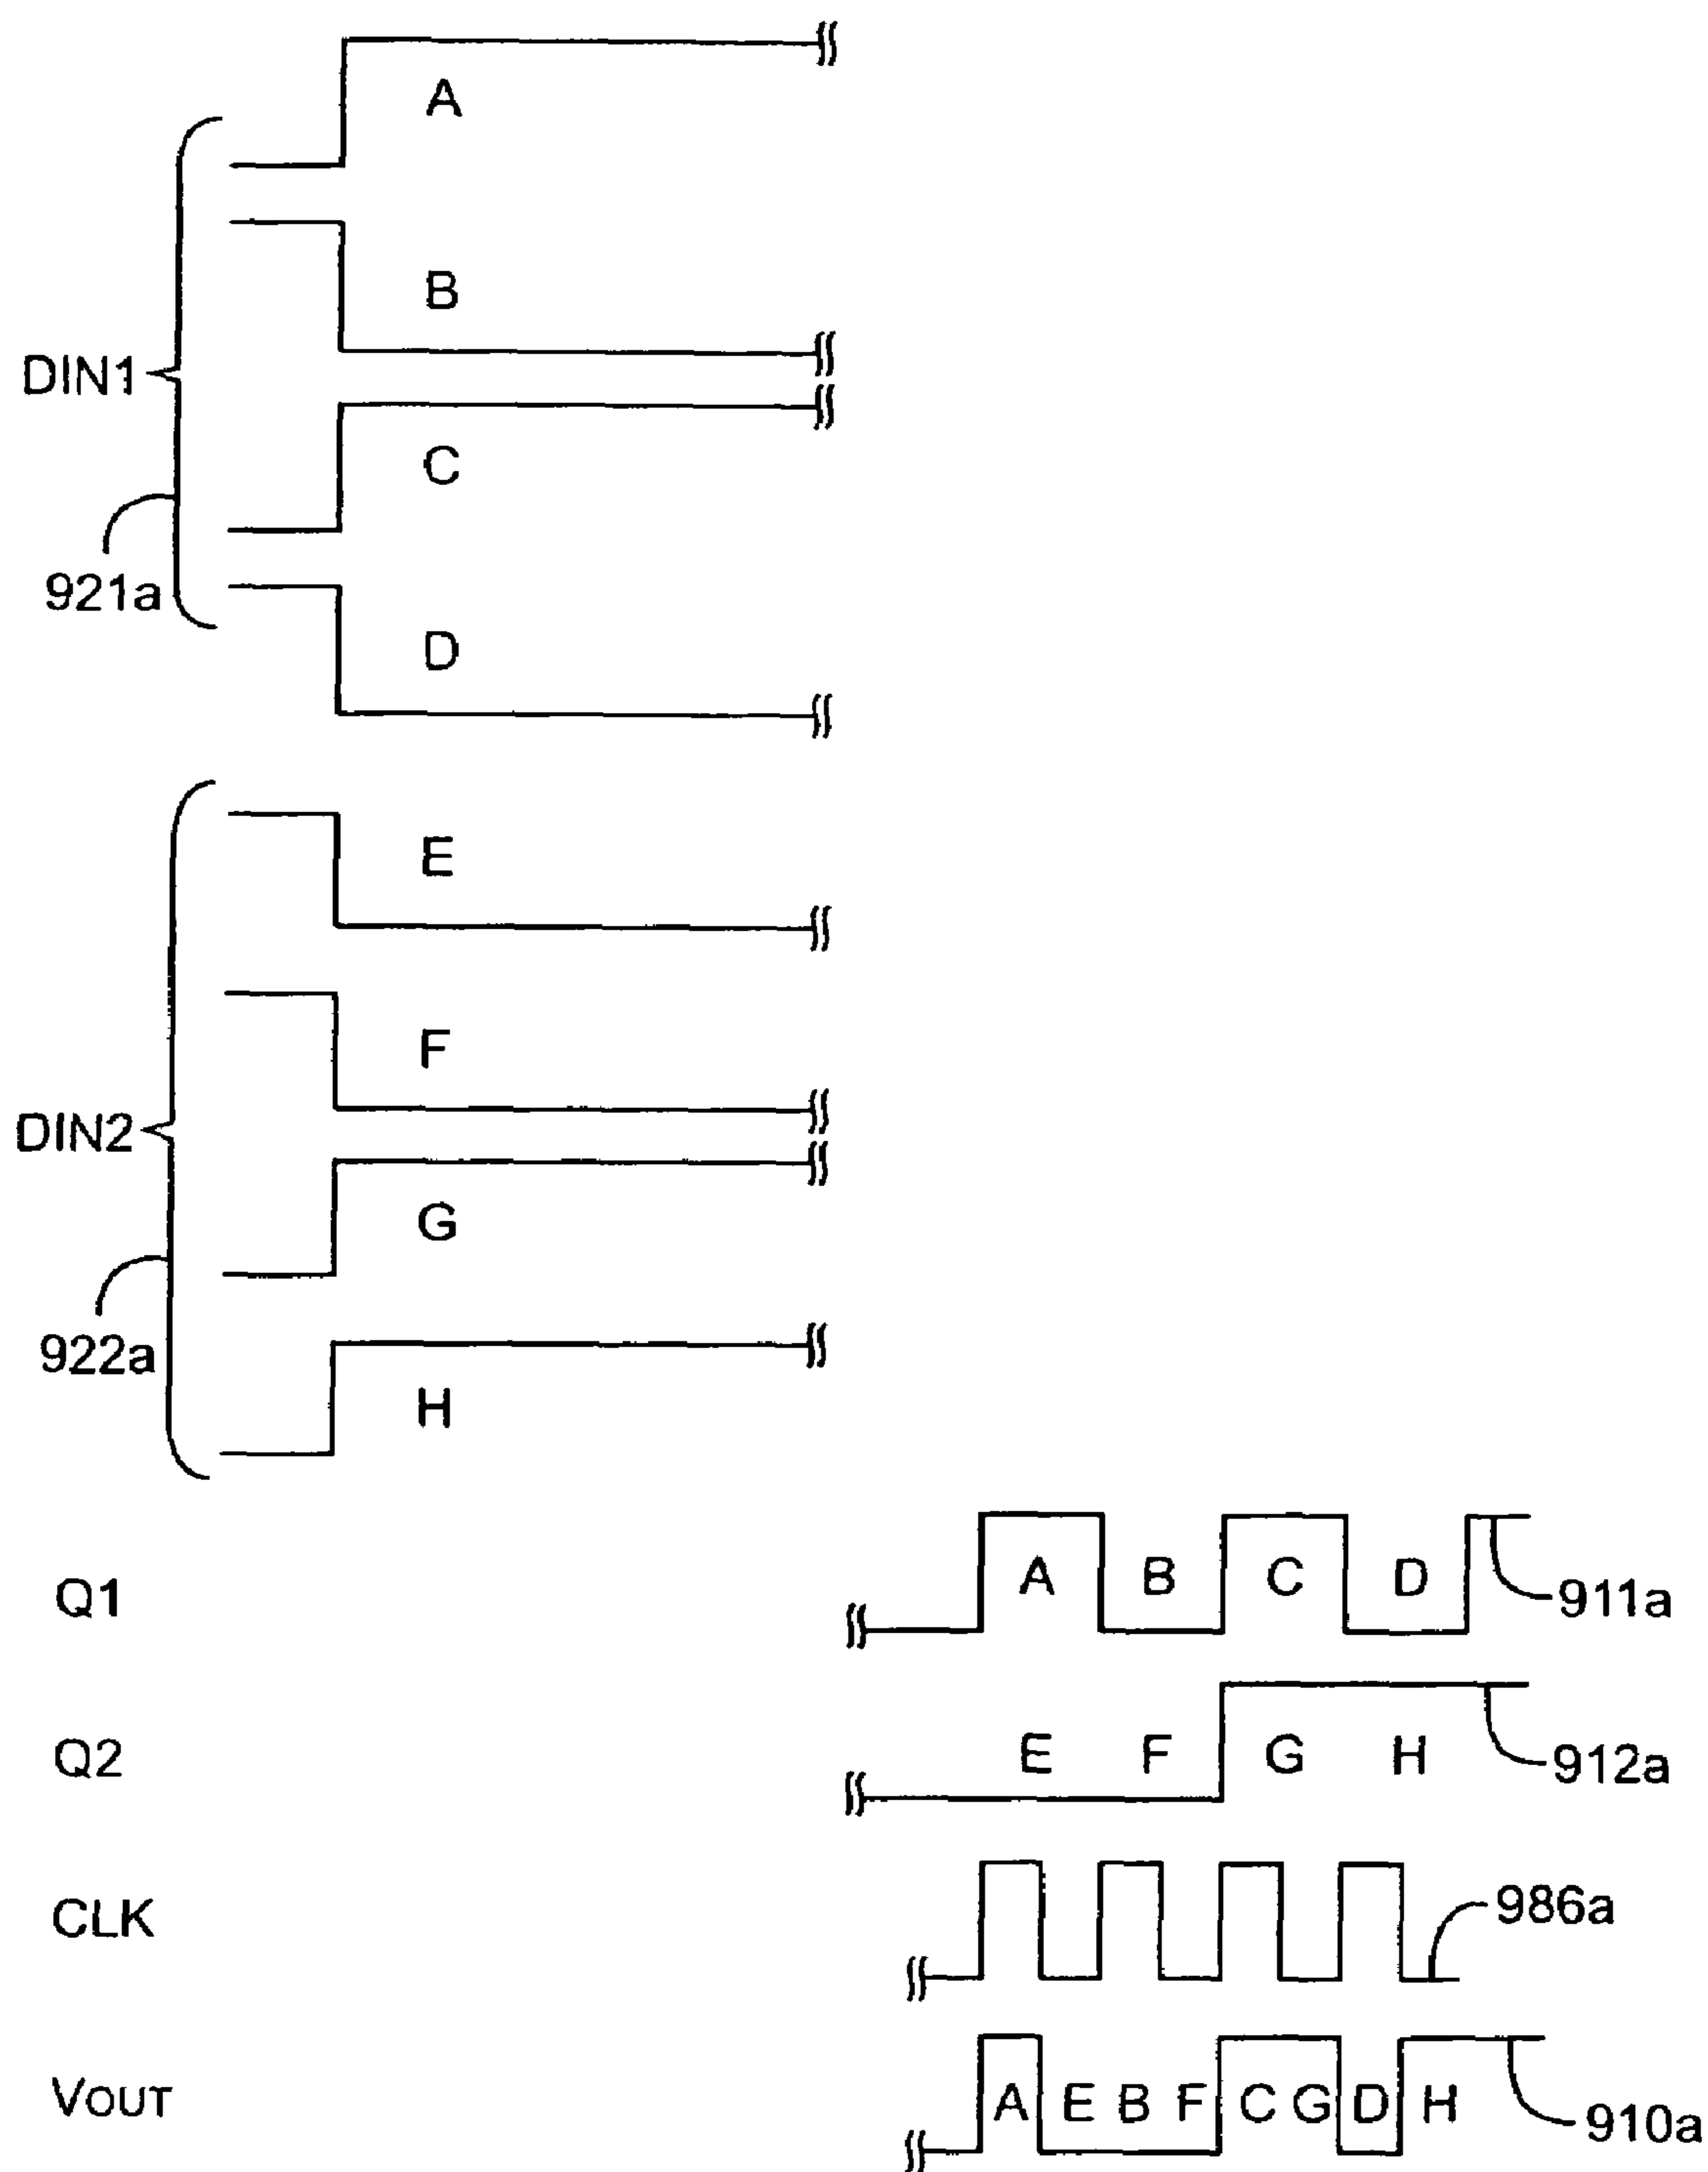 A
B
DIN1
C
921a
D
E
F
DIN2
G
922a
H
Q1 A B C D 911a
Q2 E F G H 912a
CLK 986a
VOUT A E B F C G D H 910a